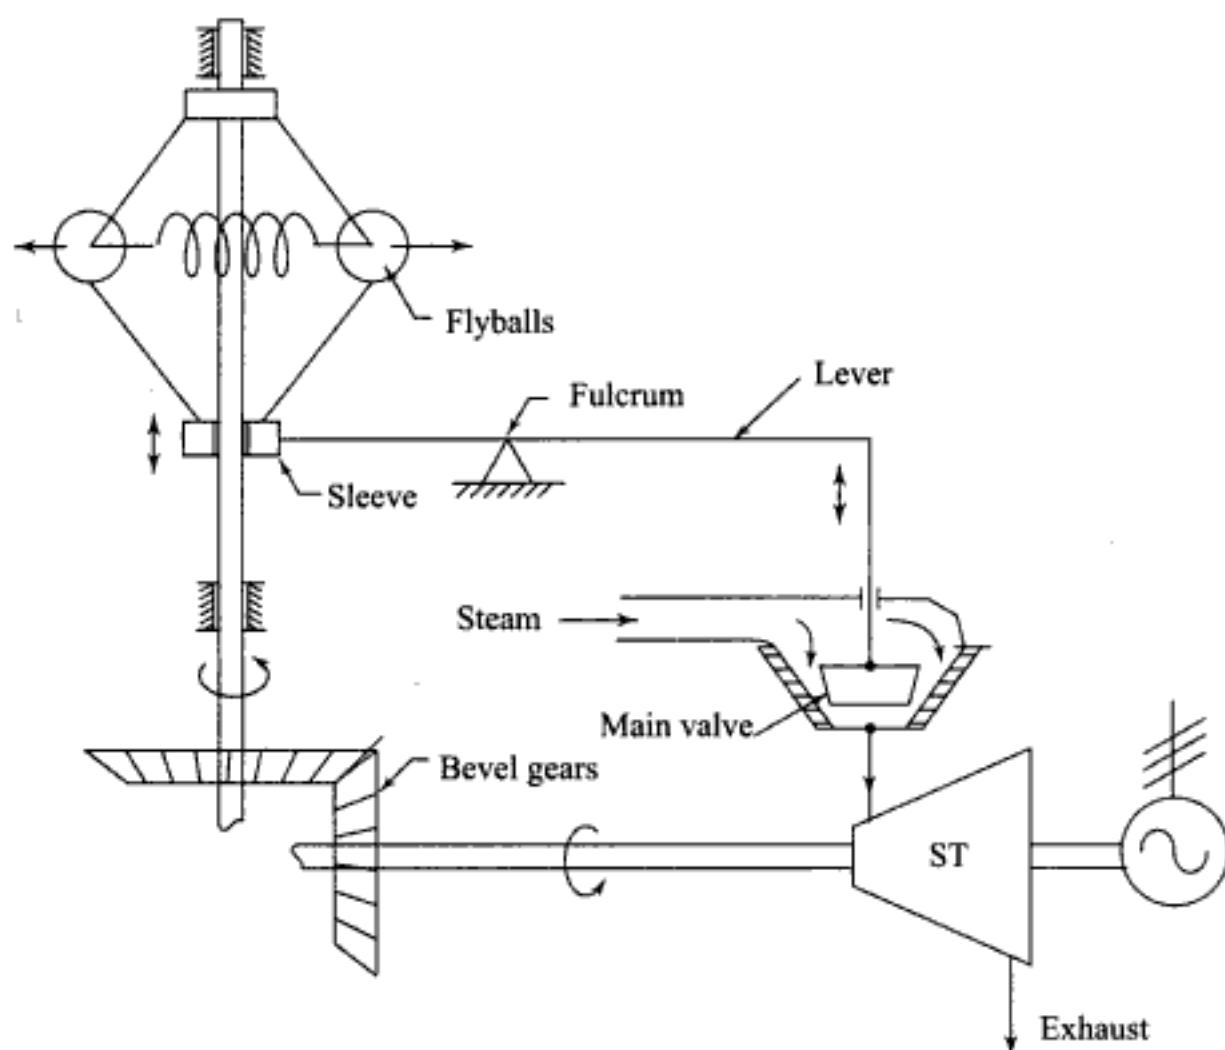 Flyballs
Lever
Fulcrum
Sleeve
Steam
Main valve
Bevel gears
ST
Exhaust